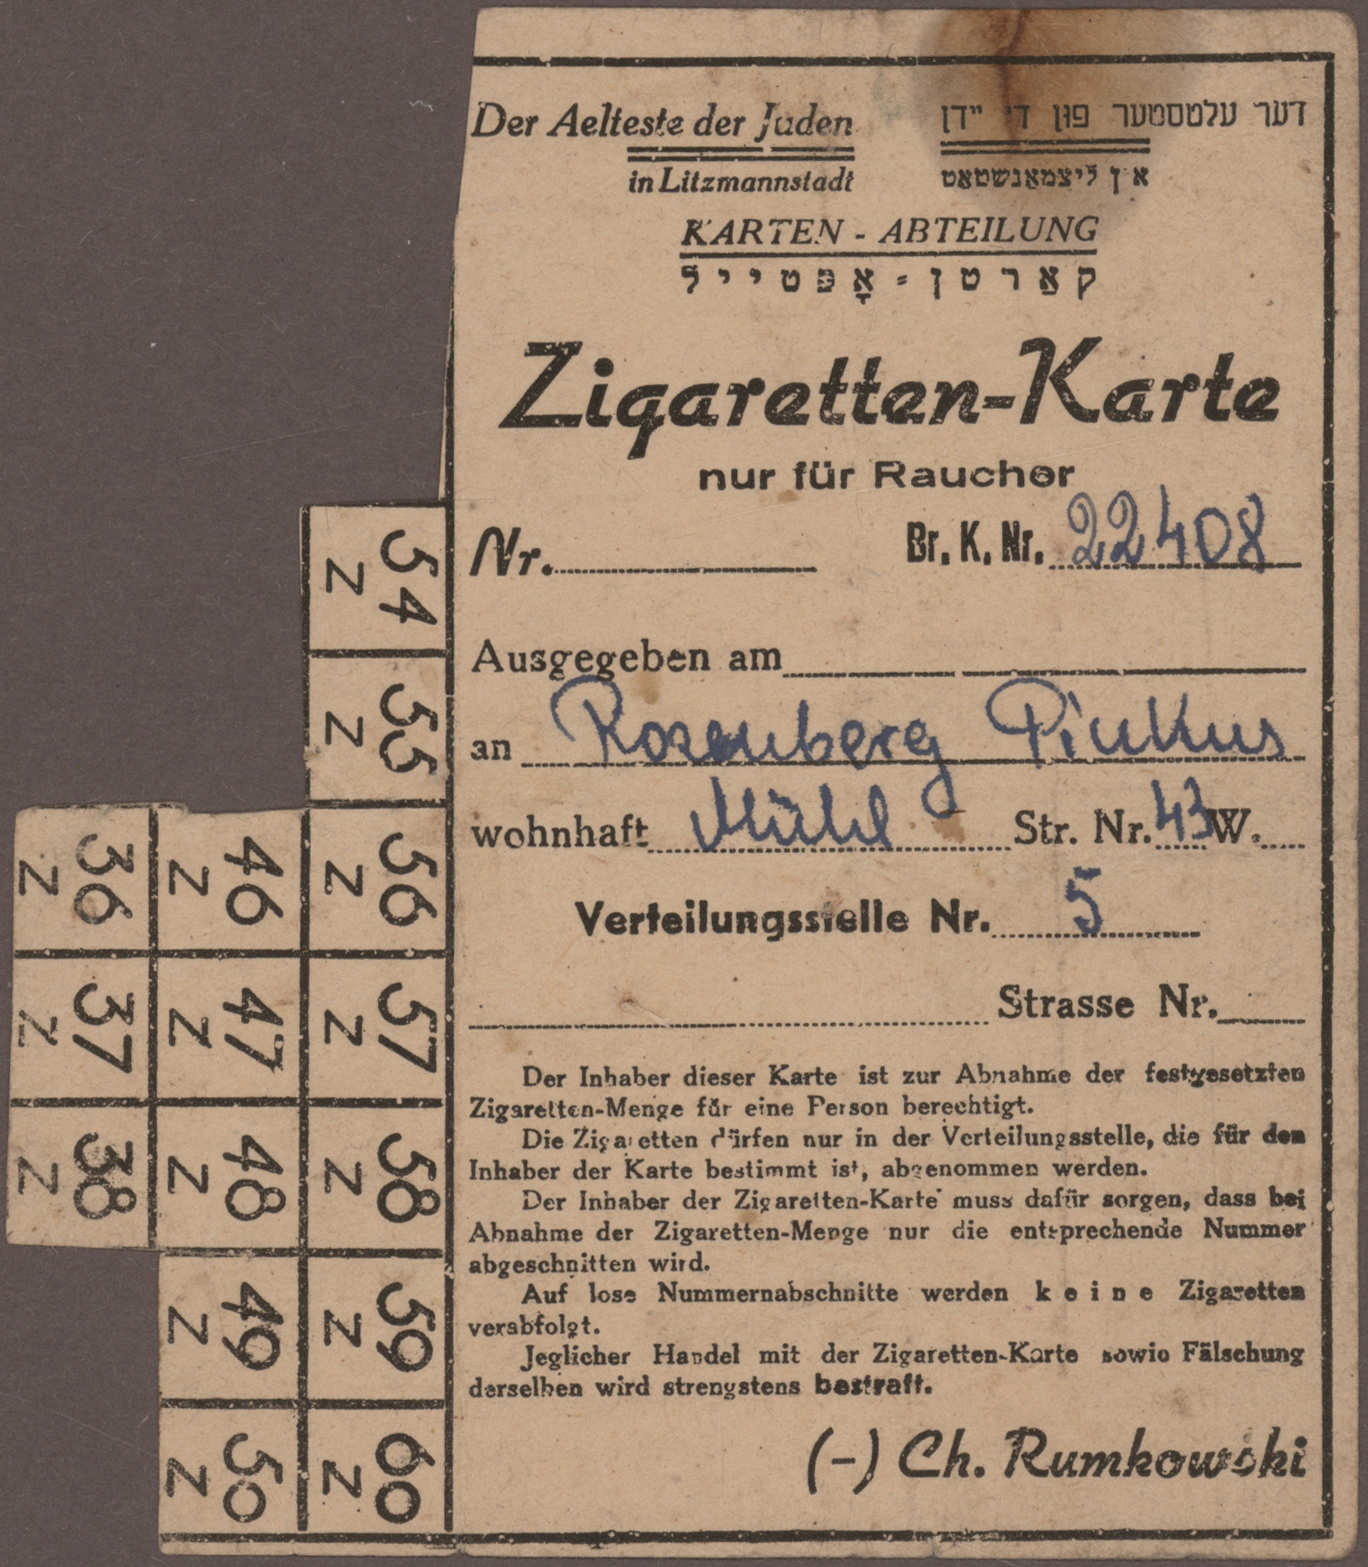 Der Aelteste der Juden
in Litzmannstadt
דער עלטסטער פון די ייִדן
אין ליצמאנשטאט
KARTEN - ABTEILUNG
קאַרטן-אָפּטייל
Zigaretten-Karte
nur für Raucher
Nr. Br. K. Nr. 22408
Ausgegeben am
an Rosenberg Pinkus
wohnhaft Mühl Str. Nr. 43 W.
Verteilungsstelle Nr. 5
Strasse Nr.
Der Inhaber dieser Karte ist zur Abnahme der festgesetzten
Zigaretten-Menge für eine Person berechtigt.
Die Zigaretten dürfen nur in der Verteilungsstelle, die für den
Inhaber der Karte bestimmt ist, abgenommen werden.
Der Inhaber der Zigaretten-Karte muss dafür sorgen, dass bei
Abnahme der Zigaretten-Menge nur die entsprechende Nummer
abgeschnitten wird.
Auf lose Nummernabschnitte werden keine Zigaretten
verabfolgt.
Jeglicher Handel mit der Zigaretten-Karte sowie Fälschung
derselben wird strengstens bestraft.
(-) Ch. Rumkowski
54 Z
55 Z
56 Z
57 Z
58 Z
59 Z
60 Z
46 Z
47 Z
48 Z
49 Z
50 Z
36 Z
37 Z
38 Z